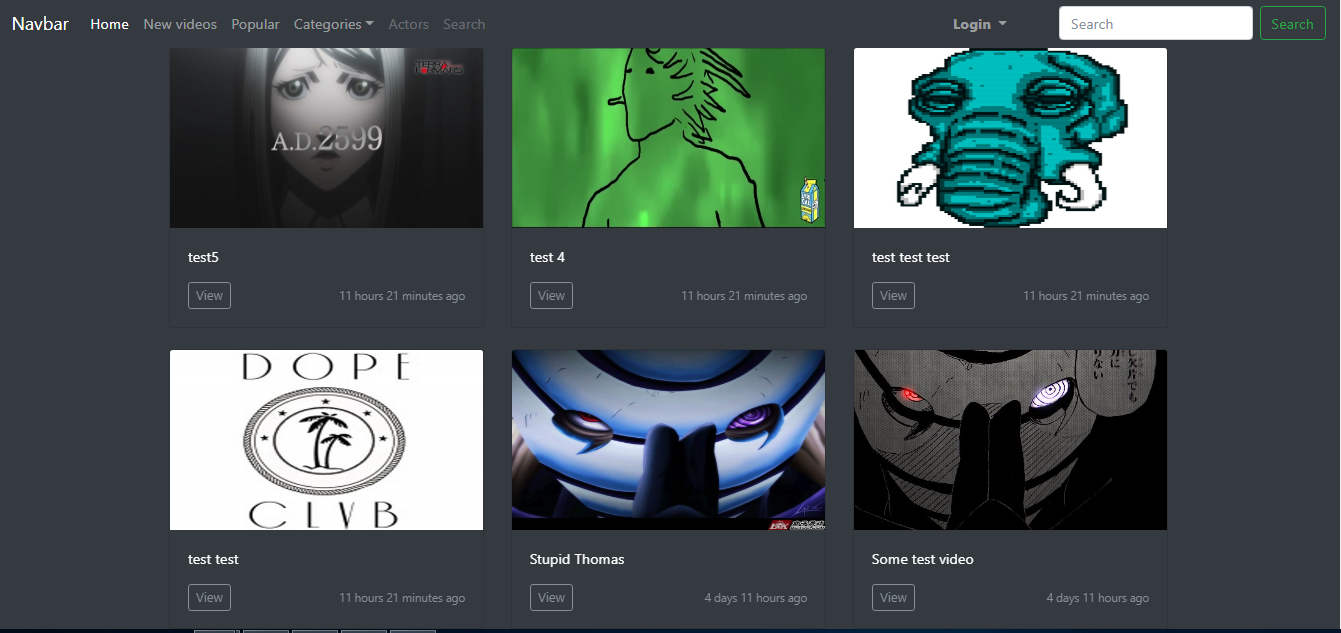 Navbar Home New videos Popular Categories Actors Search Login Search Search
TERRA FORMARS
A.D.2599
test5
test 4
test test test
View 11 hours 21 minutes ago
View 11 hours 21 minutes ago
View 11 hours 21 minutes ago
DOPE
CLVB
test test
Stupid Thomas
Some test video
View 11 hours 21 minutes ago
View 4 days 11 hours ago
View 4 days 11 hours ago